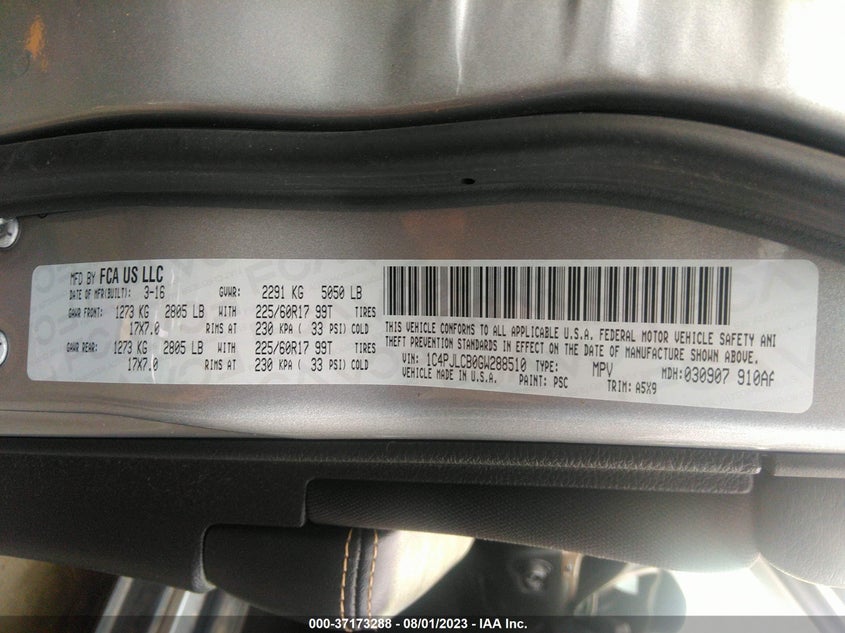 MFD BY FCA US LLC
DATE OF MFR(BUILT): 3-16 GVWR: 2291 KG 5050 LB
GAWR FRONT: 1273 KG 2805 LB WITH 225/60R17 99T TIRES
17X7.0 RIMS AT 230 KPA ( 33 PSI) COLD
GAWR REAR: 1273 KG 2805 LB WITH 225/60R17 99T TIRES
17X7.0 RIMS AT 230 KPA ( 33 PSI) COLD
THIS VEHICLE CONFORMS TO ALL APPLICABLE U.S.A. FEDERAL MOTOR VEHICLE SAFETY AN
THEFT PREVENTION STANDARDS IN EFFECT ON THE DATE OF MANUFACTURE SHOWN ABOVE.
VIN: 1C4PJLCB0GW288510 TYPE: MPV MDH: 030907 910AF
VEHICLE MADE IN U.S.A. PAINT: PSC TRIM: A5X9
000-37173288 - 08/01/2023 - IAA Inc.